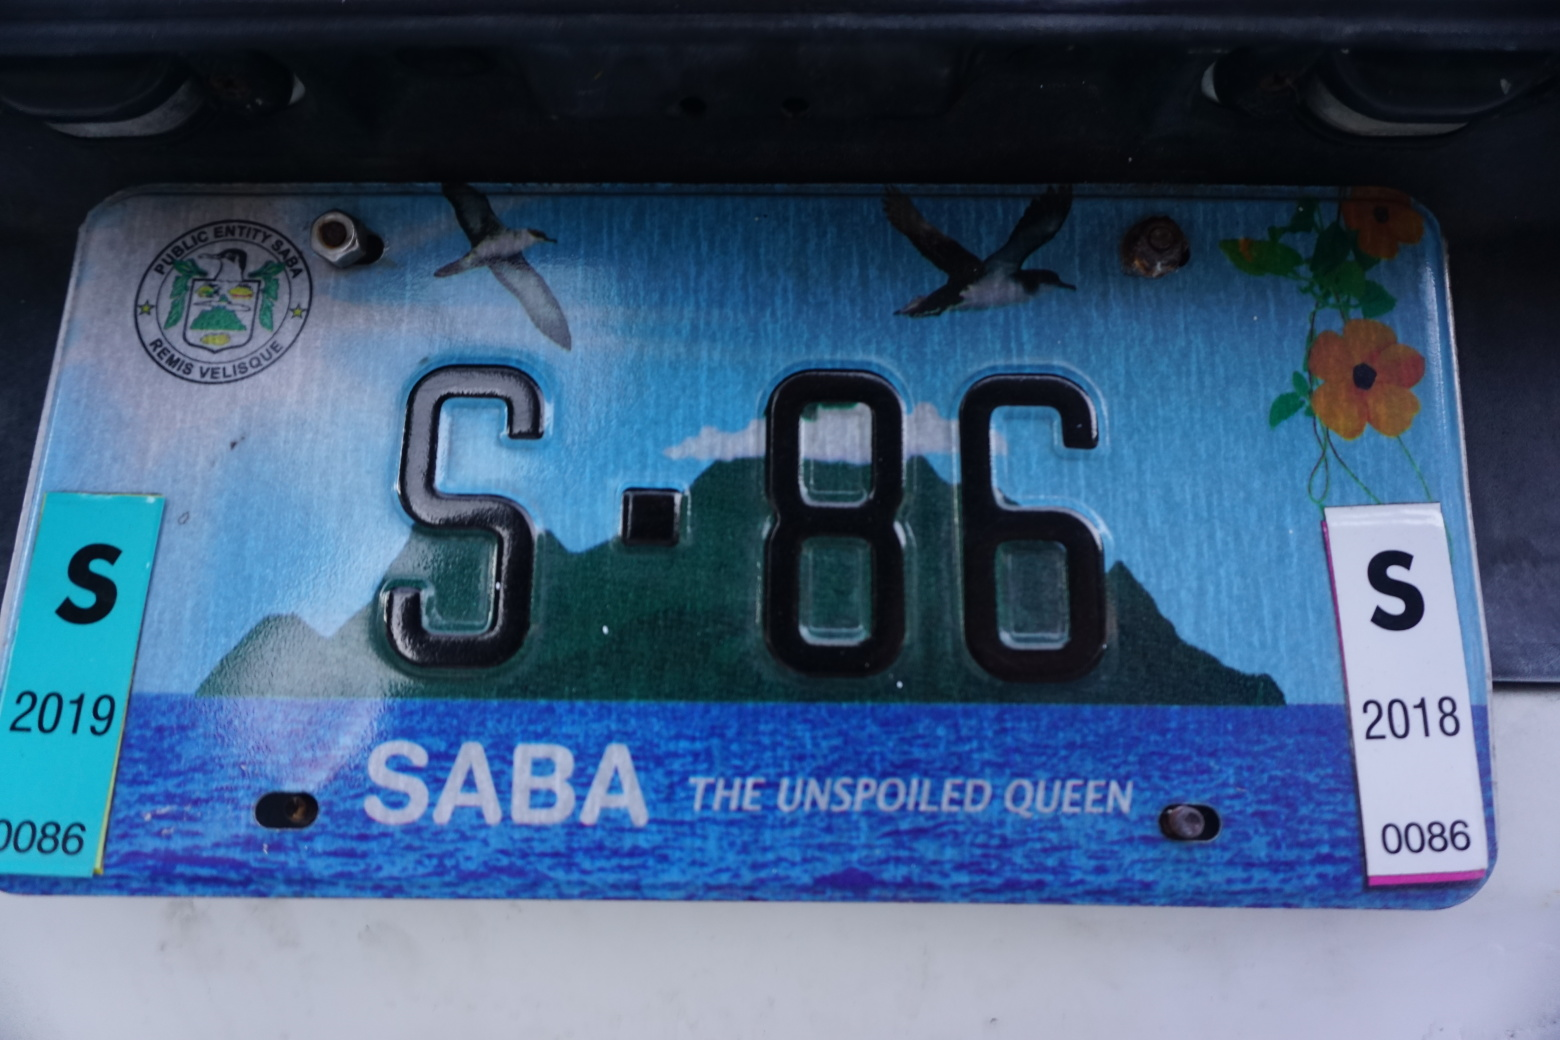 PUBLIC ENTITY SABA
REMIS VELISQUE
S-86
S
2019
0086
S
2018
0086
SABA THE UNSPOILED QUEEN